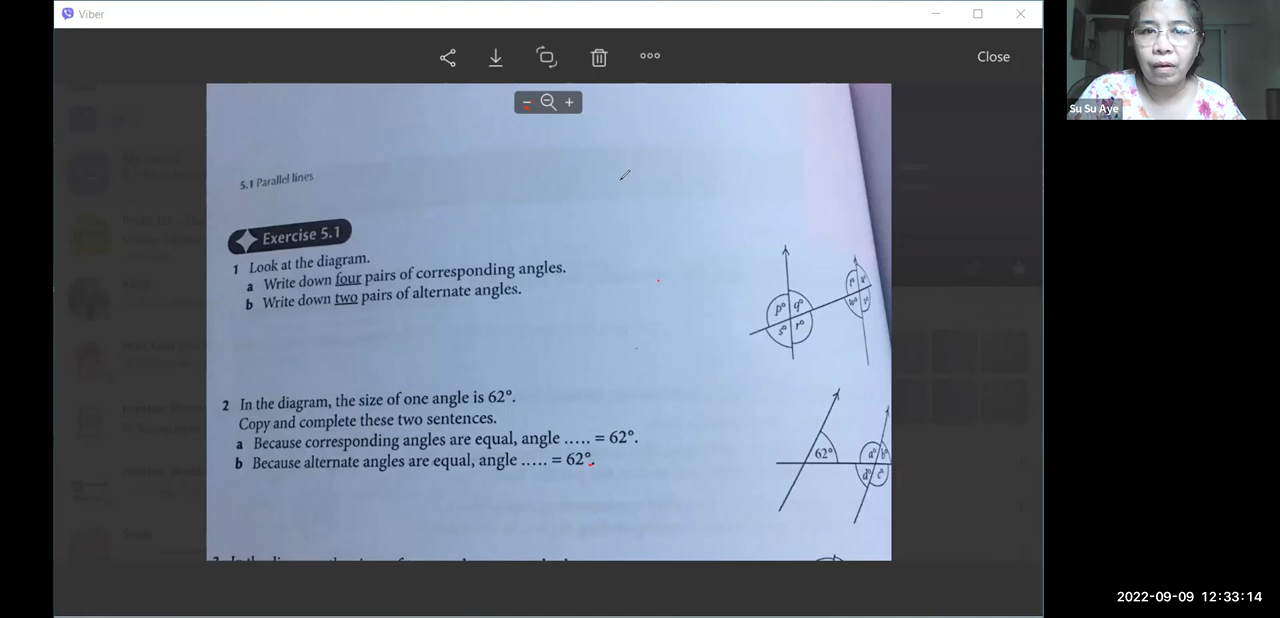 Viber
Close
Su Su Aye
5.1 Parallel lines
Exercise 5.1
1 Look at the diagram.
a Write down four pairs of corresponding angles.
b Write down two pairs of alternate angles.
p° q°
s° r°
2 In the diagram, the size of one angle is 62°.
Copy and complete these two sentences.
a Because corresponding angles are equal, angle ..... = 62°.
b Because alternate angles are equal, angle ..... = 62°.
62°
a° b°
d° c°
2022-09-09 12:33:14